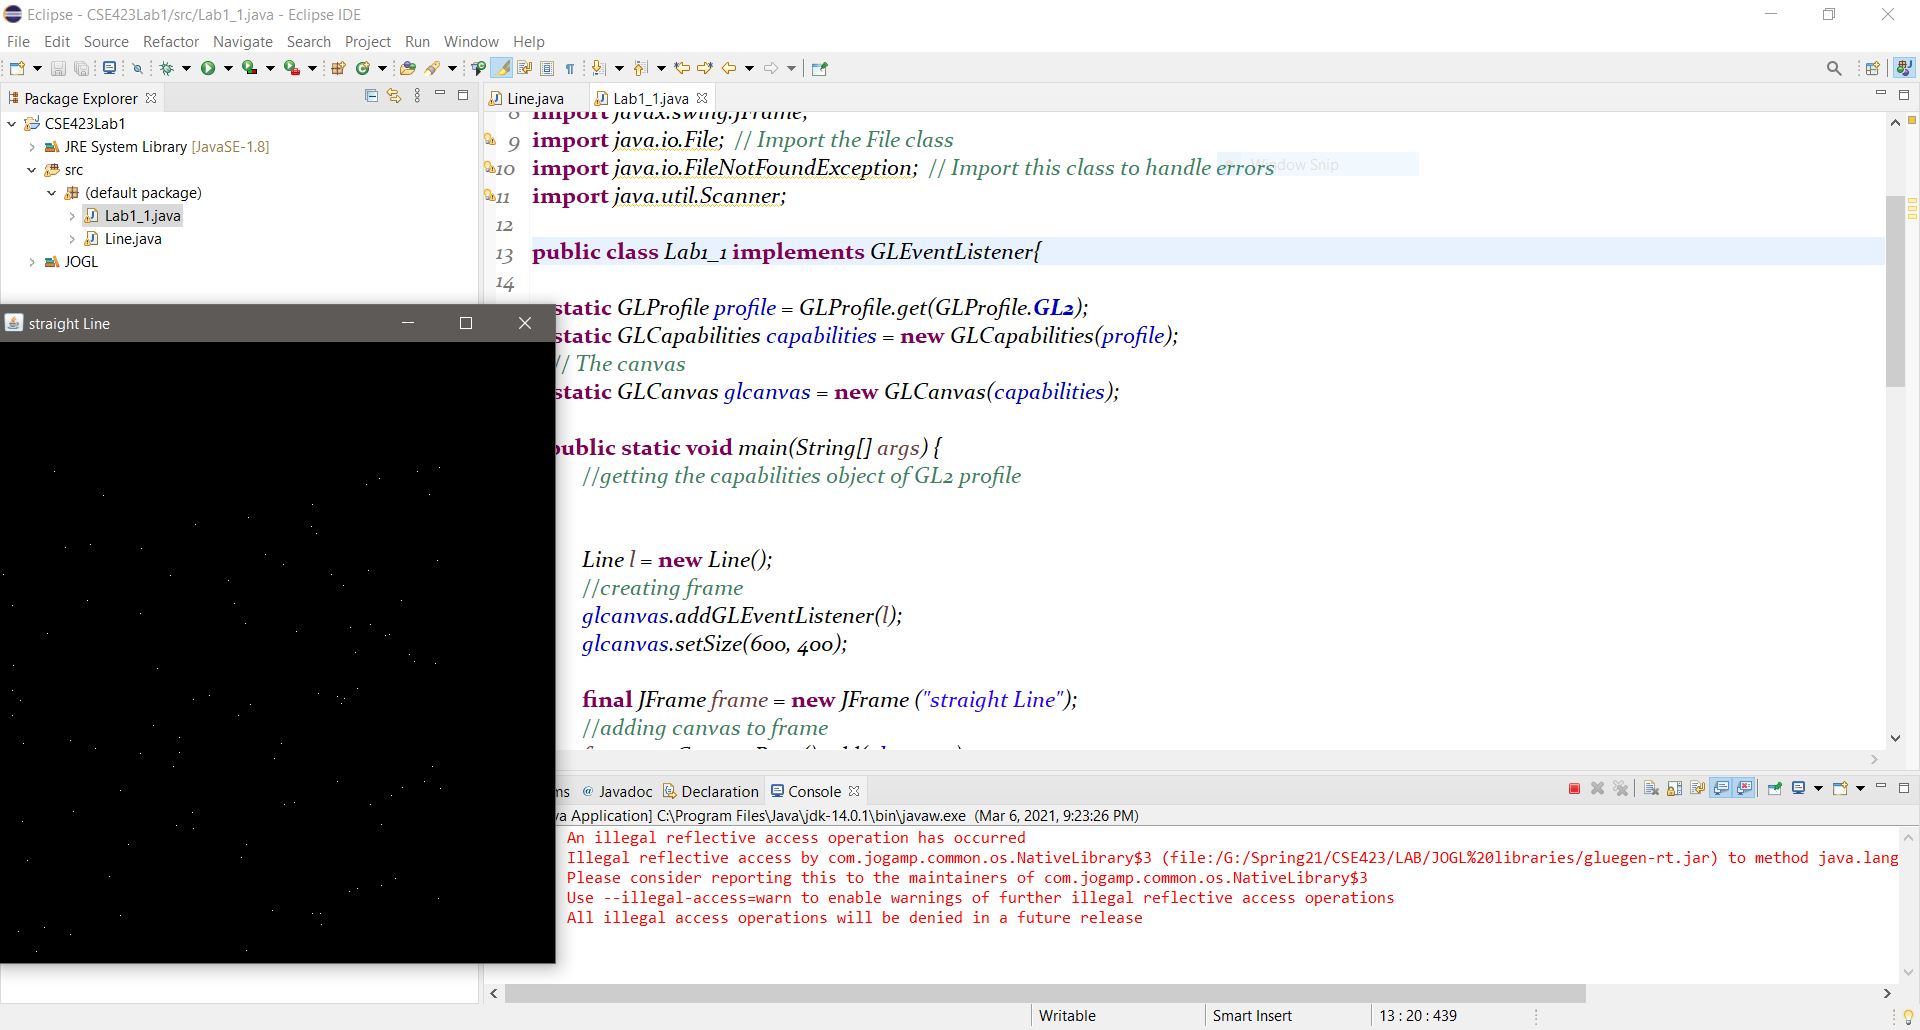 Eclipse - CSE423Lab1/src/Lab1_1.java - Eclipse IDE
File Edit Source Refactor Navigate Search Project Run Window Help
Package Explorer
CSE423Lab1
JRE System Library [JavaSE-1.8]
src
(default package)
Lab1_1.java
Line.java
JOGL
straight Line
Line.java Lab1_1.java
8 import javax.swing.JFrame;
9 import java.io.File; // Import the File class
10 import java.io.FileNotFoundException; // Import this class to handle errors
Window Snip
11 import java.util.Scanner;
12
13 public class Lab1_1 implements GLEventListener{
14
static GLProfile profile = GLProfile.get(GLProfile.GL2);
static GLCapabilities capabilities = new GLCapabilities(profile);
// The canvas
static GLCanvas glcanvas = new GLCanvas(capabilities);
public static void main(String[] args) {
//getting the capabilities object of GL2 profile
Line l = new Line();
//creating frame
glcanvas.addGLEventListener(l);
glcanvas.setSize(600, 400);
final JFrame frame = new JFrame ("straight Line");
//adding canvas to frame
ms @ Javadoc Declaration Console
va Application] C:\Program Files\Java\jdk-14.0.1\bin\javaw.exe (Mar 6, 2021, 9:23:26 PM)
An illegal reflective access operation has occurred
Illegal reflective access by com.jogamp.common.os.NativeLibrary$3 (file:/G:/Spring21/CSE423/LAB/JOGL%20libraries/gluegen-rt.jar) to method java.lang
Please consider reporting this to the maintainers of com.jogamp.common.os.NativeLibrary$3
Use --illegal-access=warn to enable warnings of further illegal reflective access operations
All illegal access operations will be denied in a future release
Writable Smart Insert 13 : 20 : 439